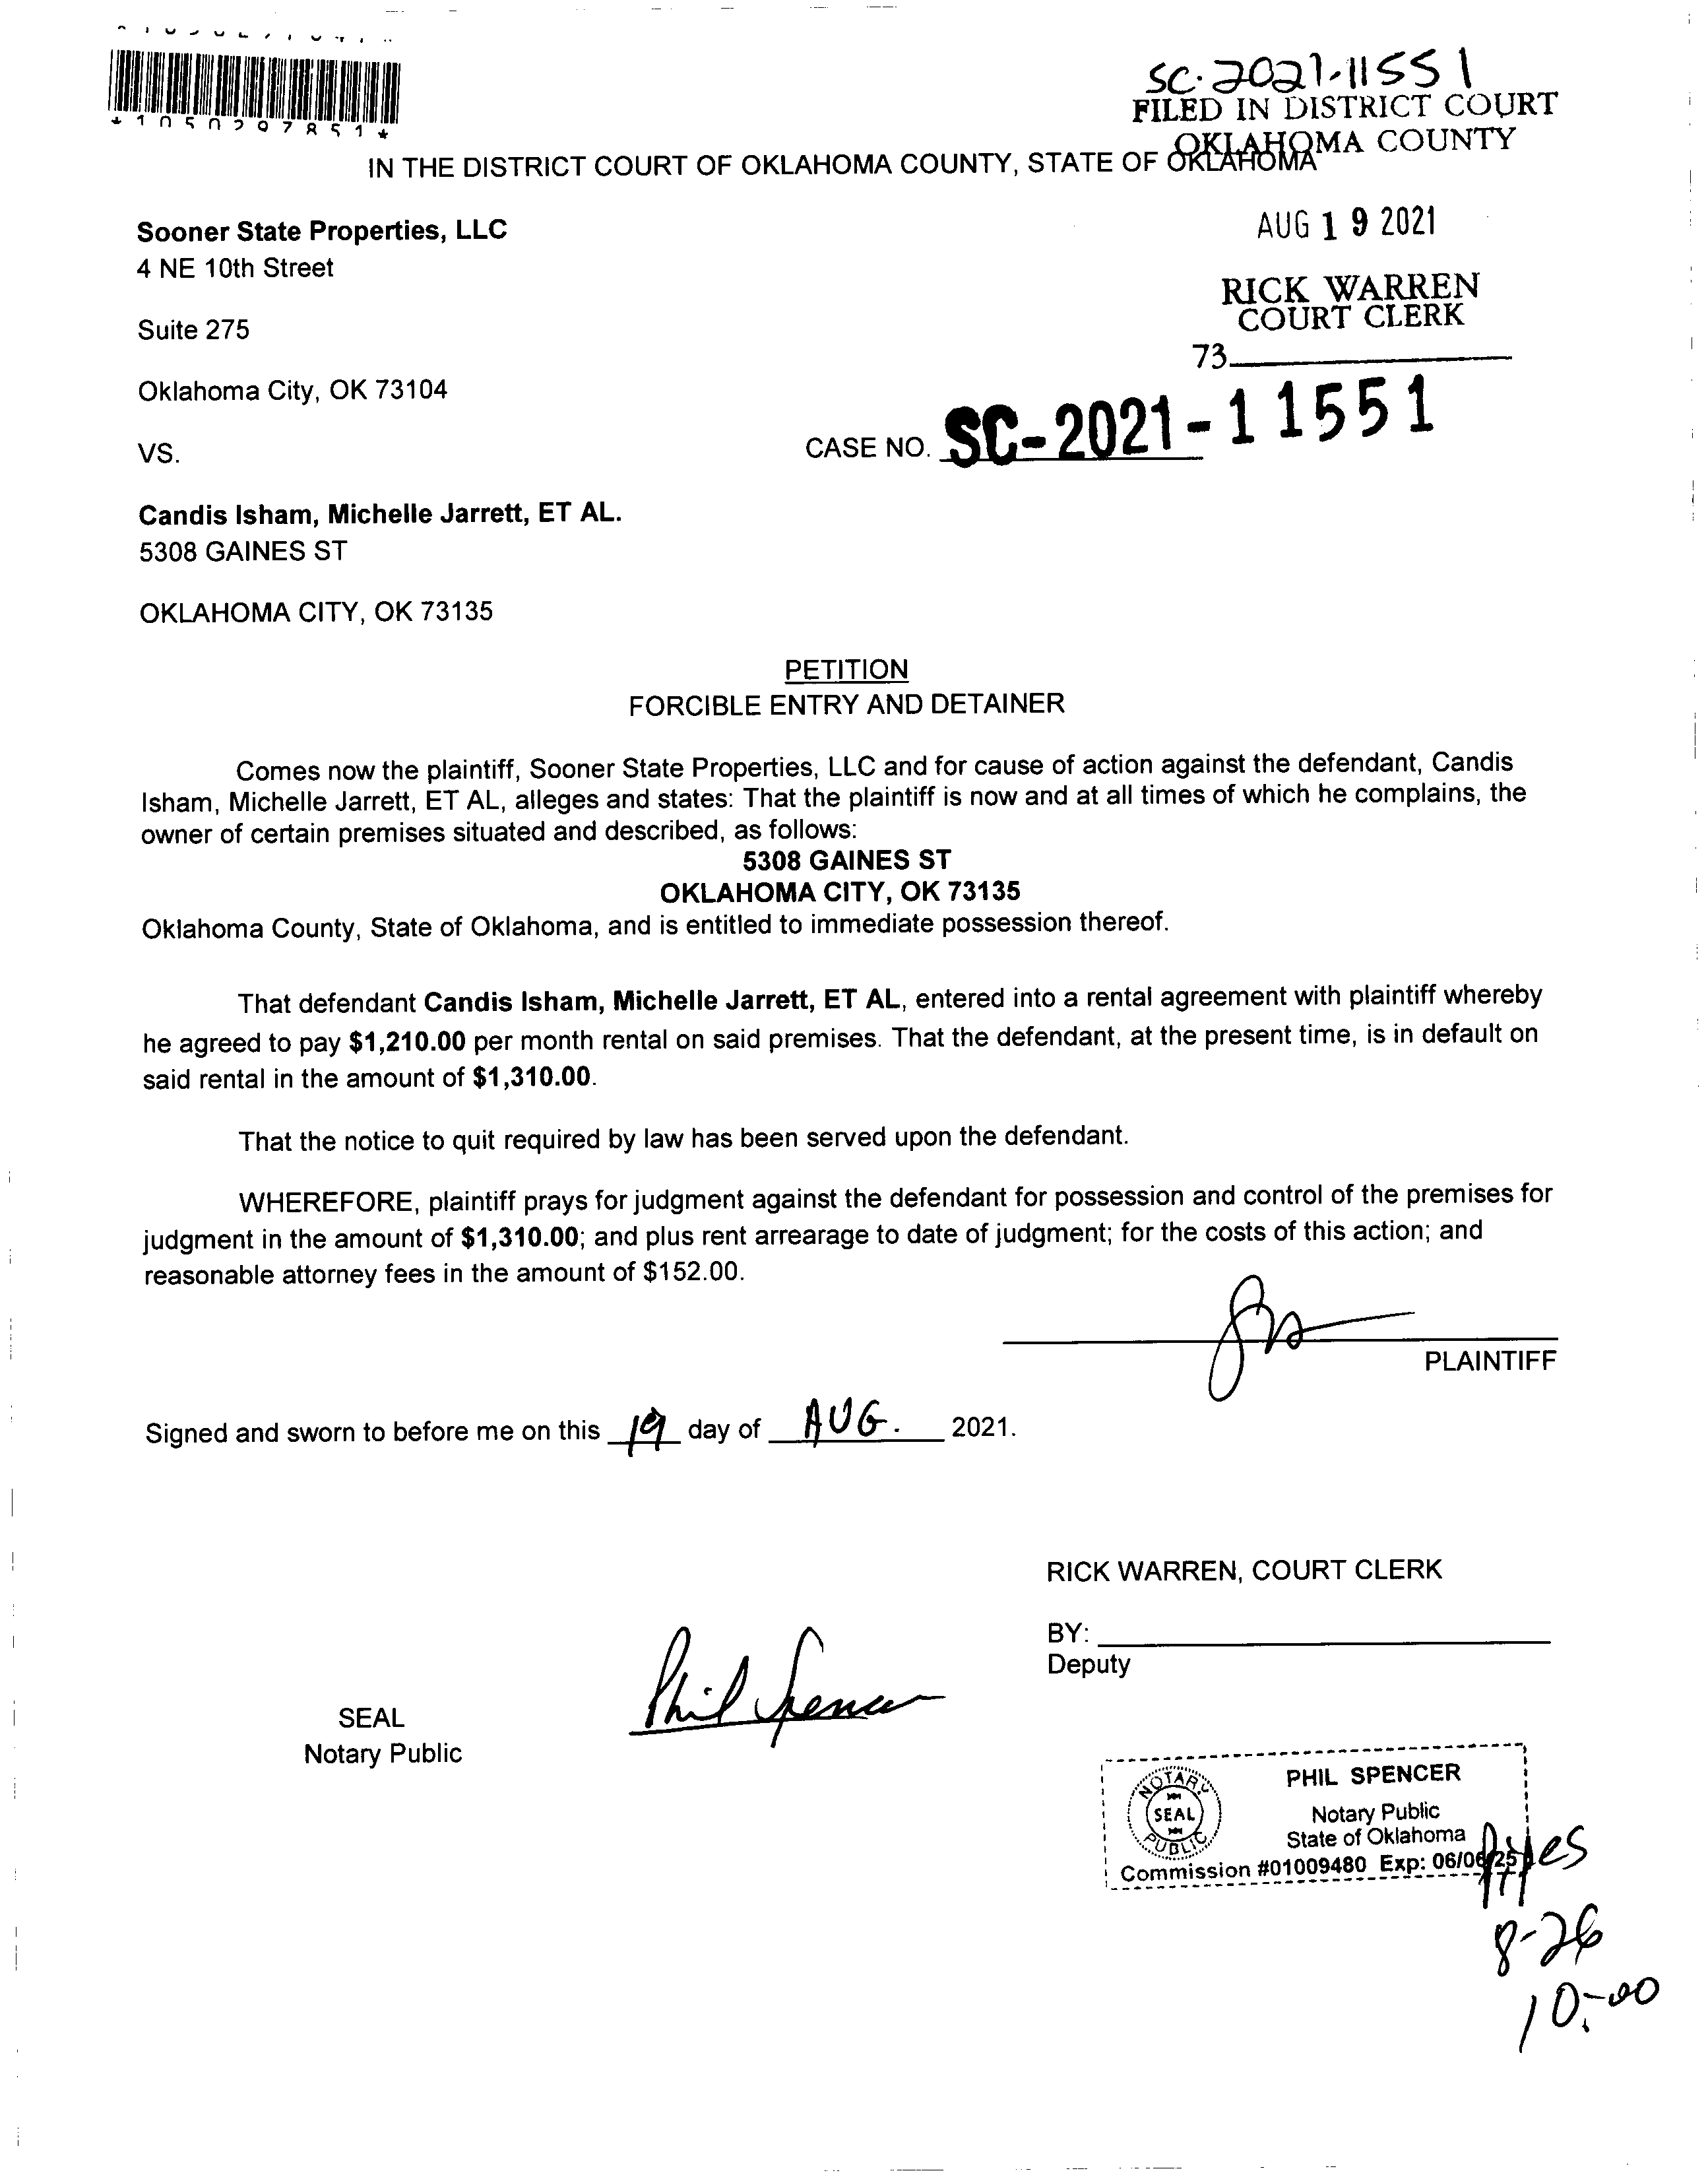 *1050297851*
SC-2021-11551
FILED IN DISTRICT COURT
OKLAHOMA COUNTY
IN THE DISTRICT COURT OF OKLAHOMA COUNTY, STATE OF OKLAHOMA
Sooner State Properties, LLC
4 NE 10th Street
AUG 19 2021
RICK WARREN
COURT CLERK
Suite 275
73
Oklahoma City, OK 73104
CASE NO. SC-2021-11551
VS.
Candis Isham, Michelle Jarrett, ET AL.
5308 GAINES ST
OKLAHOMA CITY, OK 73135
PETITION
FORCIBLE ENTRY AND DETAINER
Comes now the plaintiff, Sooner State Properties, LLC and for cause of action against the defendant, Candis
Isham, Michelle Jarrett, ET AL, alleges and states: That the plaintiff is now and at all times of which he complains, the
owner of certain premises situated and described, as follows:
5308 GAINES ST
OKLAHOMA CITY, OK 73135
Oklahoma County, State of Oklahoma, and is entitled to immediate possession thereof.
That defendant Candis Isham, Michelle Jarrett, ET AL, entered into a rental agreement with plaintiff whereby
he agreed to pay $1,210.00 per month rental on said premises. That the defendant, at the present time, is in default on
said rental in the amount of $1,310.00.
That the notice to quit required by law has been served upon the defendant.
WHEREFORE, plaintiff prays for judgment against the defendant for possession and control of the premises for
judgment in the amount of $1,310.00; and plus rent arrearage to date of judgment; for the costs of this action; and
reasonable attorney fees in the amount of $152.00.
PLAINTIFF
Signed and sworn to before me on this 19 day of AUG. 2021.
RICK WARREN, COURT CLERK
BY:
Deputy
Phil Spencer
SEAL
Notary Public
NOTARY
SEAL
PUBLIC
PHIL SPENCER
Notary Public
State of Oklahoma
Commission #01009480 Exp: 06/06/25
8-26
10:00